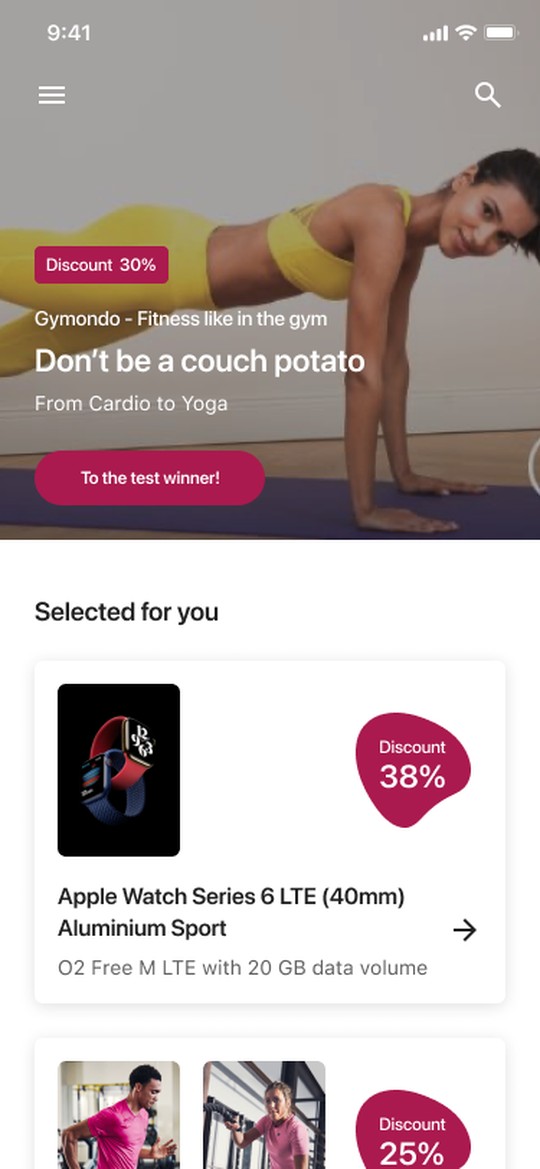 9:41
Discount 30%
Gymondo - Fitness like in the gym
Don't be a couch potato
From Cardio to Yoga
To the test winner!
Selected for you
Discount
38%
Apple Watch Series 6 LTE (40mm)
Aluminium Sport
O2 Free M LTE with 20 GB data volume
Discount
25%